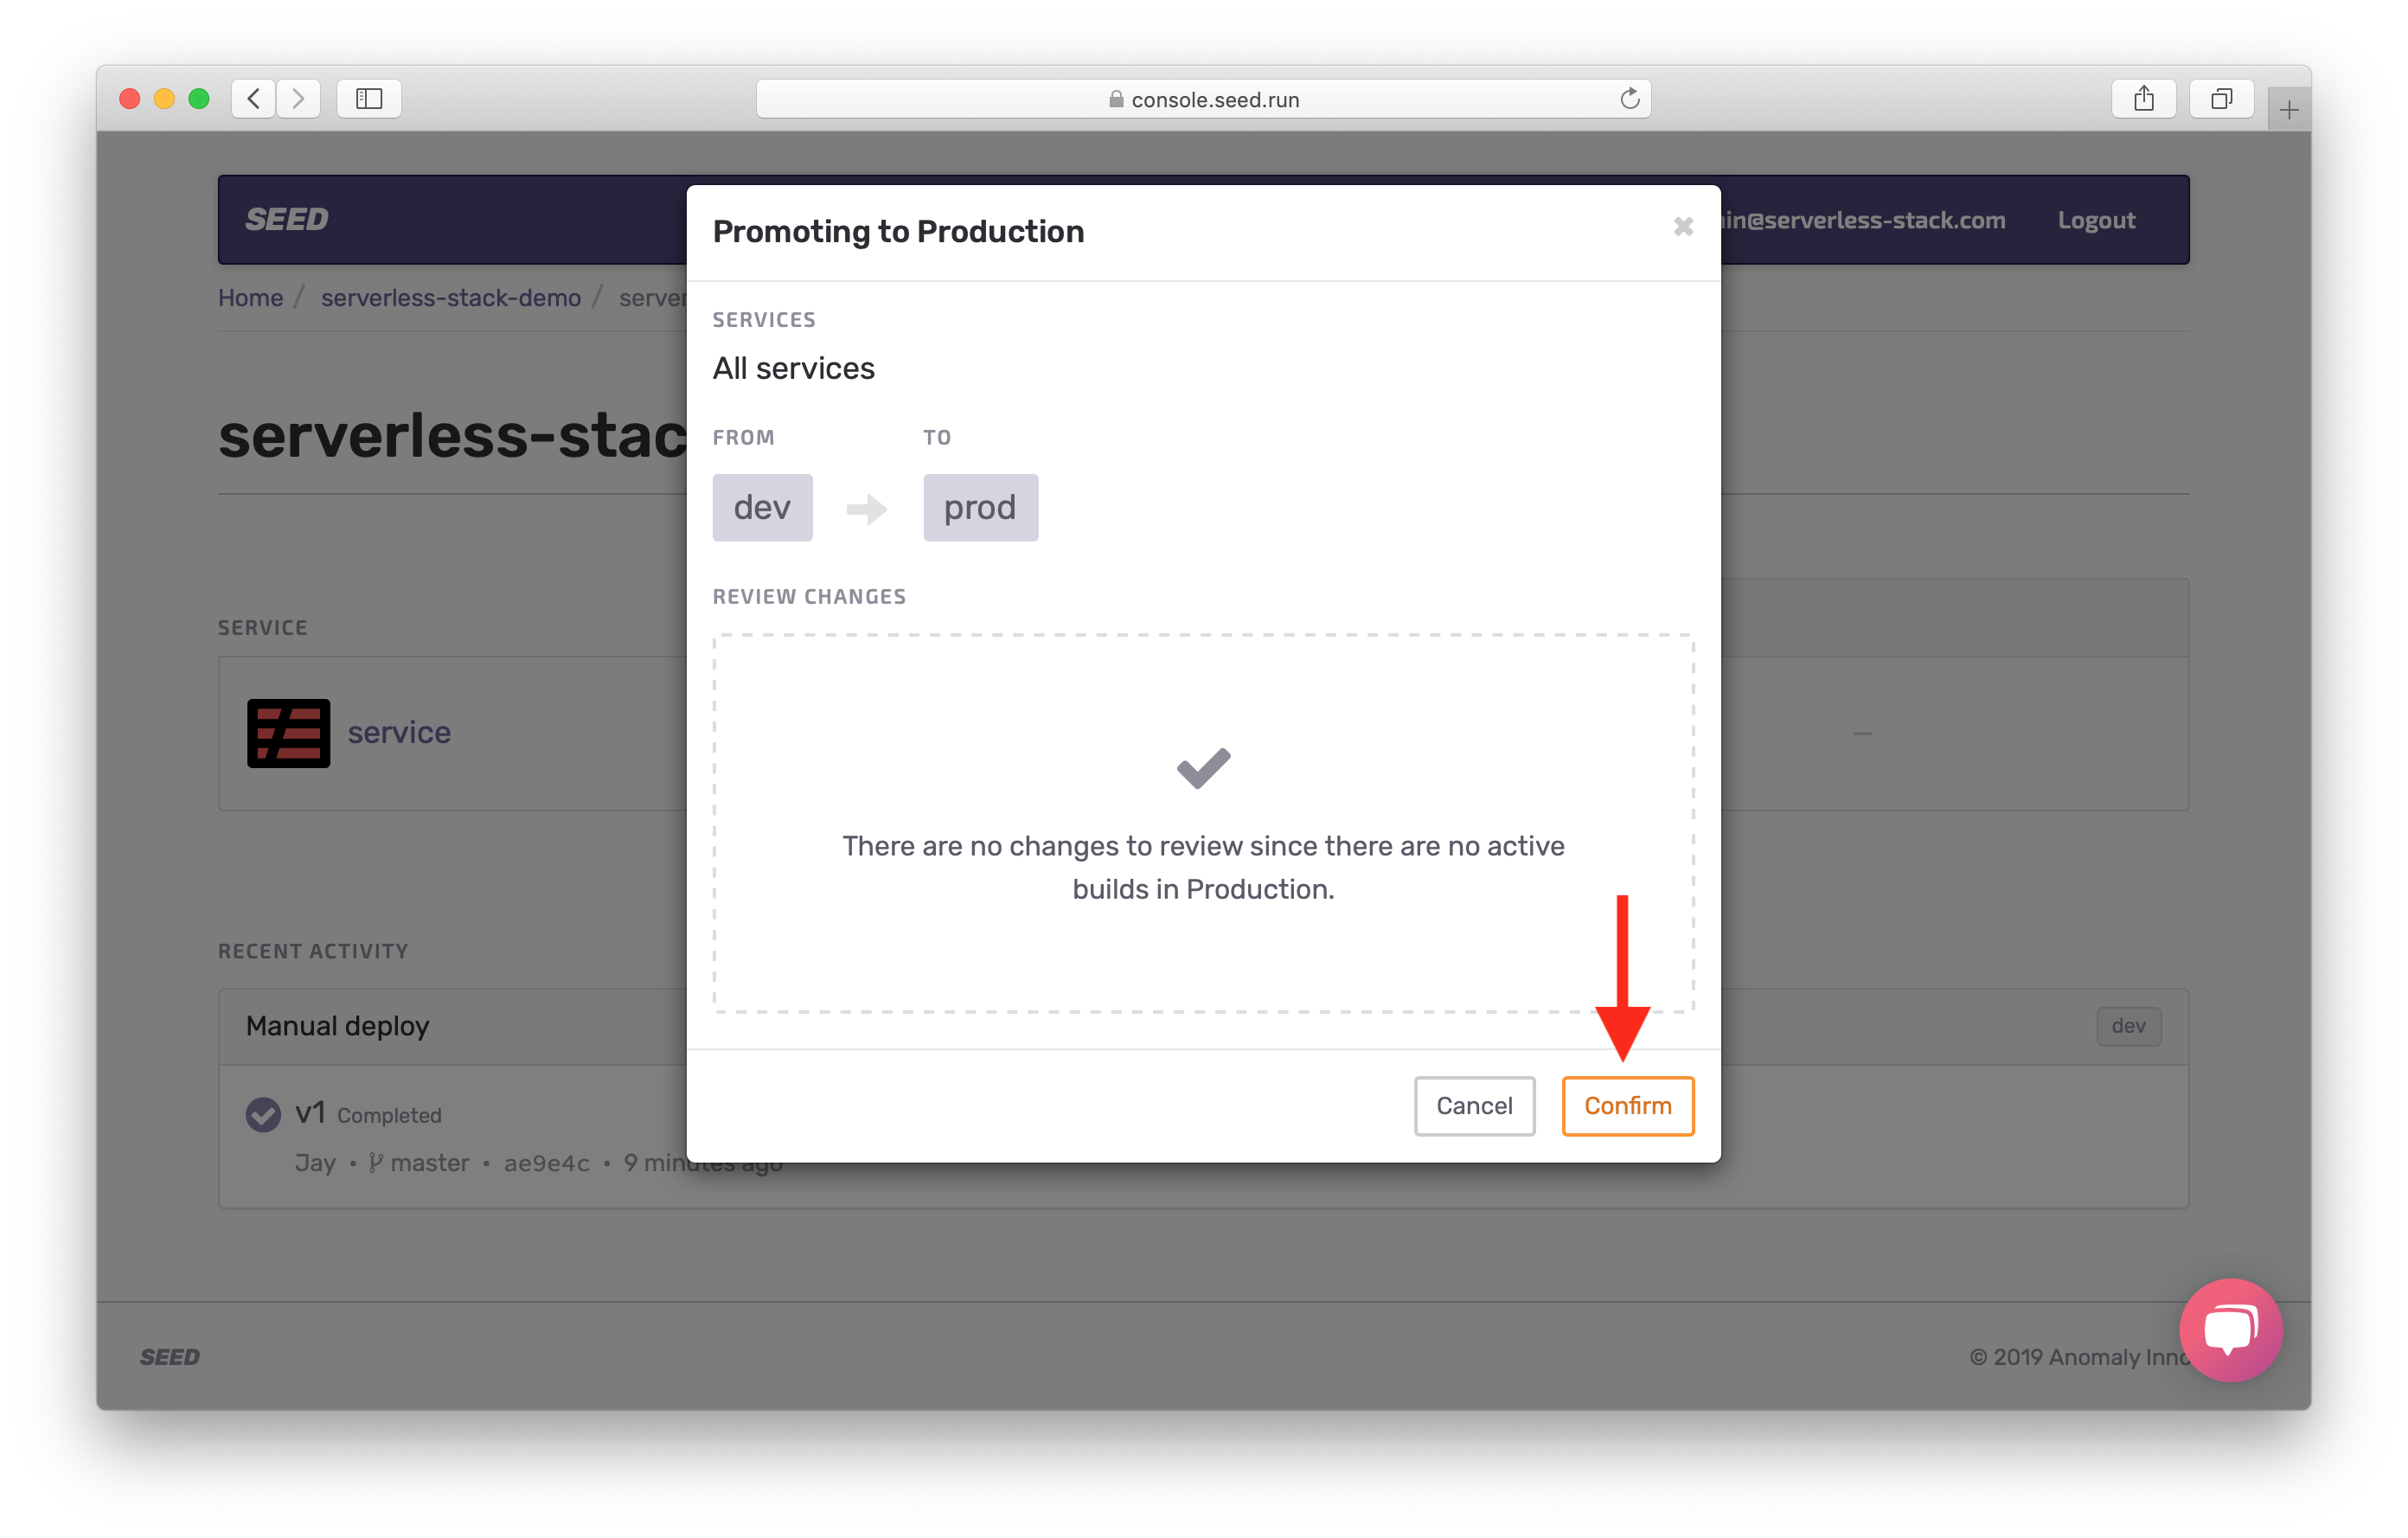 console.seed.run
SEED
in@serverless-stack.com
Logout
Home / serverless-stack-demo /
Promoting to Production
SERVICES
All services
FROM
TO
dev
prod
REVIEW CHANGES
There are no changes to review since there are no active
builds in Production.
Cancel
Confirm
serverless-stac
SERVICE
service
–
RECENT ACTIVITY
Manual deploy
dev
v1 Completed
Jay • master • ae9e4c • 9 minutes ago
SEED
© 2019 Anomaly Inno